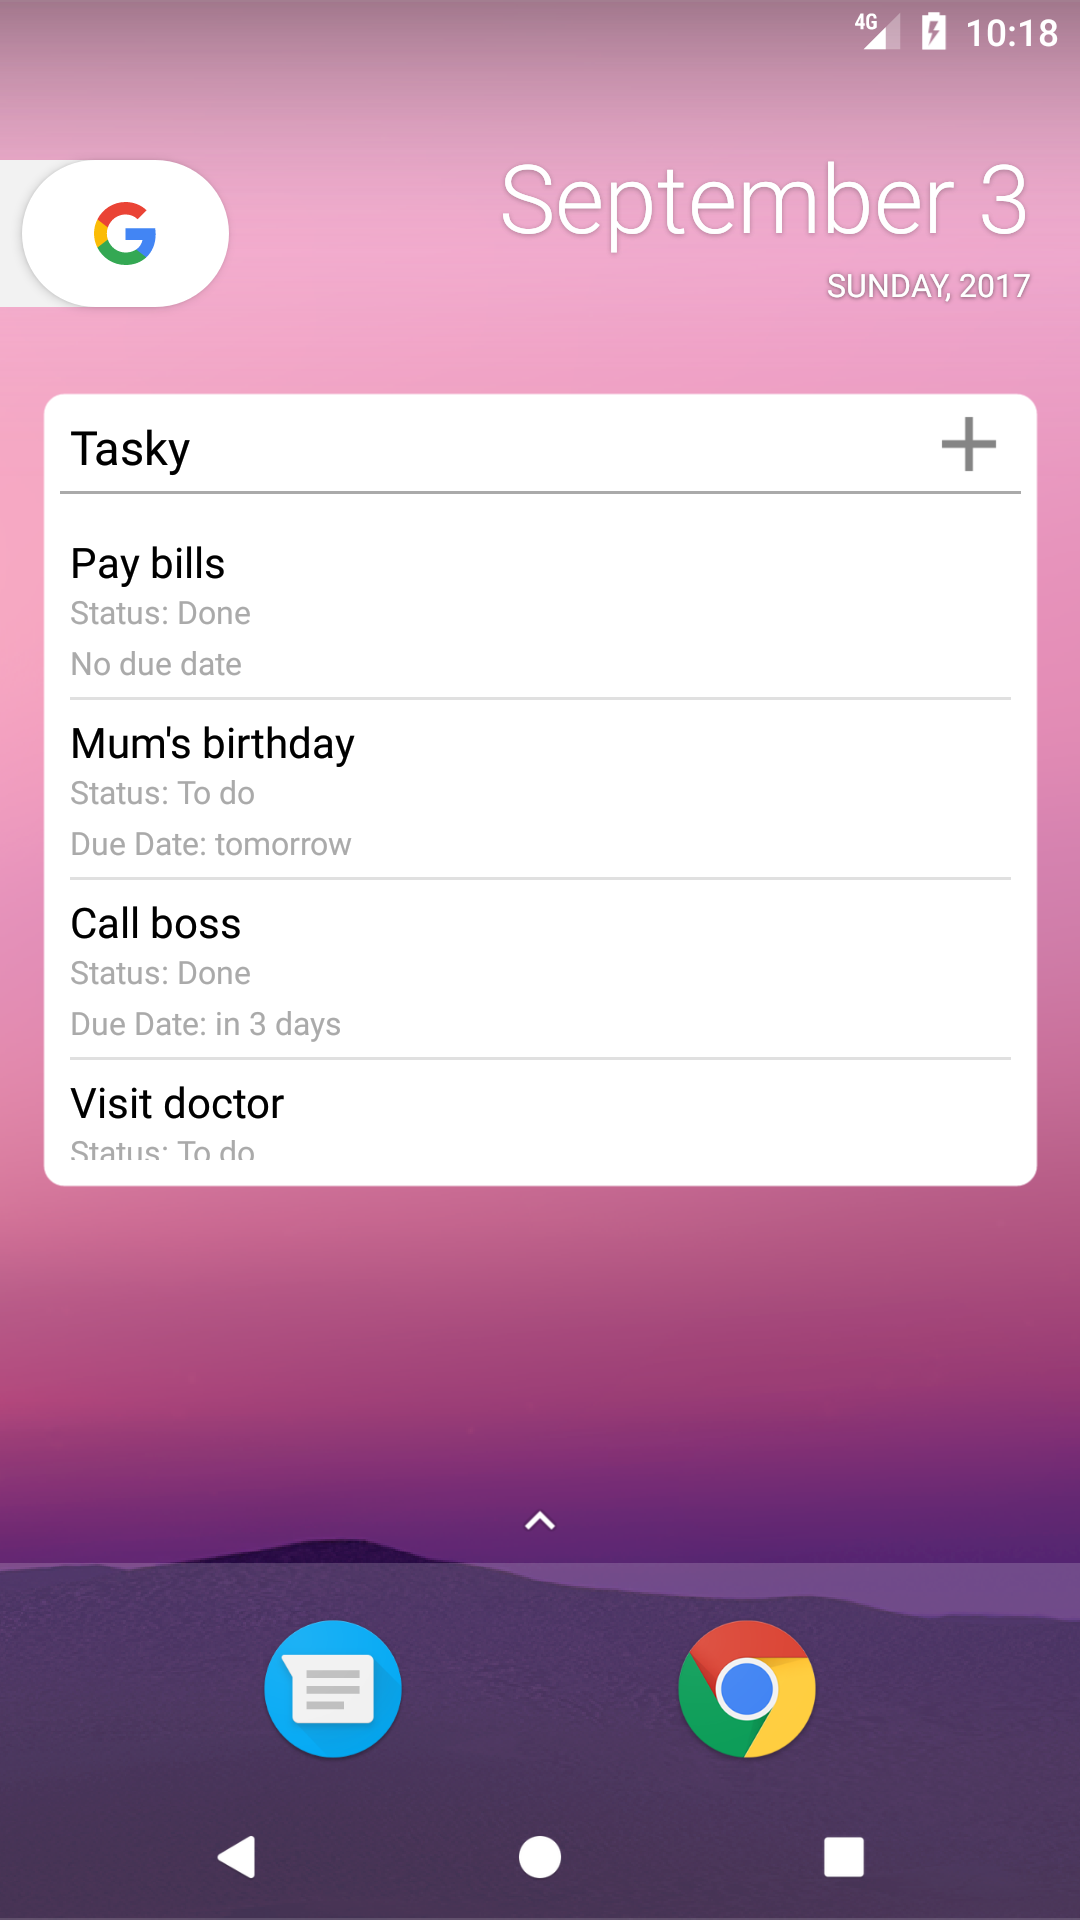 4G 10:18
September 3
SUNDAY, 2017
Tasky
Pay bills
Status: Done
No due date
Mum's birthday
Status: To do
Due Date: tomorrow
Call boss
Status: Done
Due Date: in 3 days
Visit doctor
Status: To do